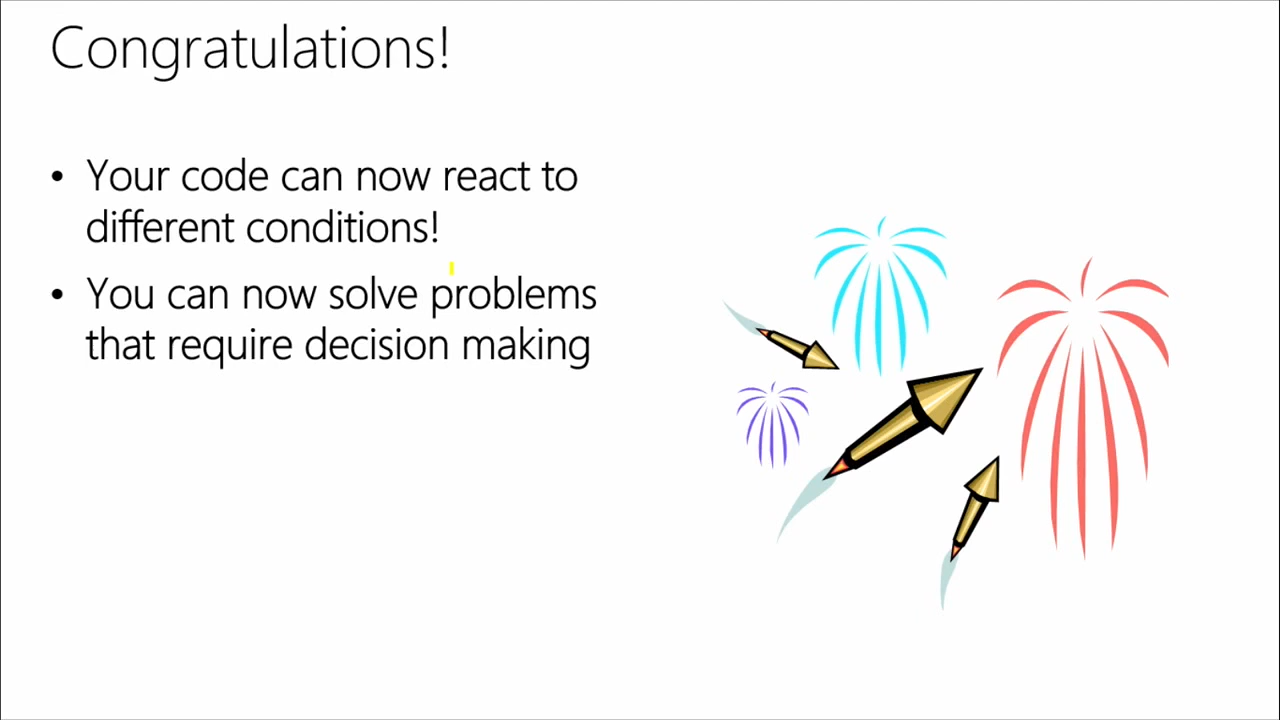 Congratulations!
• Your code can now react to
different conditions!
• You can now solve problems
that require decision making